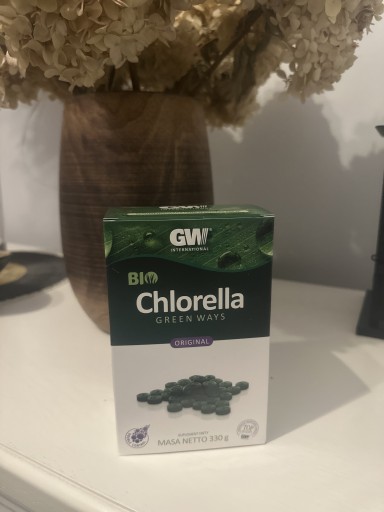 GW
INTERNATIONAL
BIO
Chlorella
GREEN WAYS
ORIGINAL
MASA NETTO 330 g